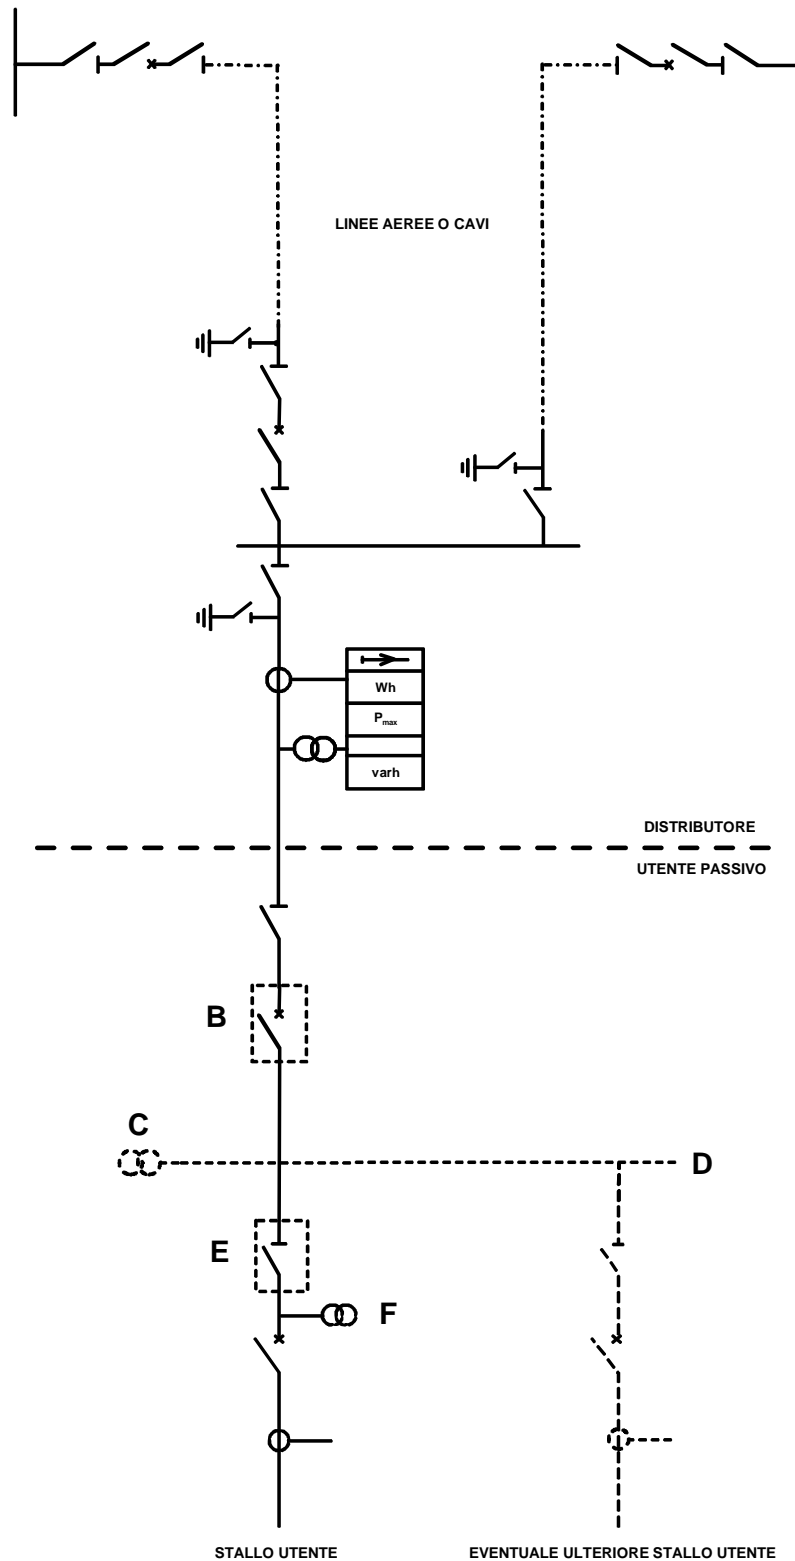 LINEE AEREE O CAVI
Wh
Pmax
varh
DISTRIBUTORE
UTENTE PASSIVO
B
C
D
E
F
STALLO UTENTE
EVENTUALE ULTERIORE STALLO UTENTE